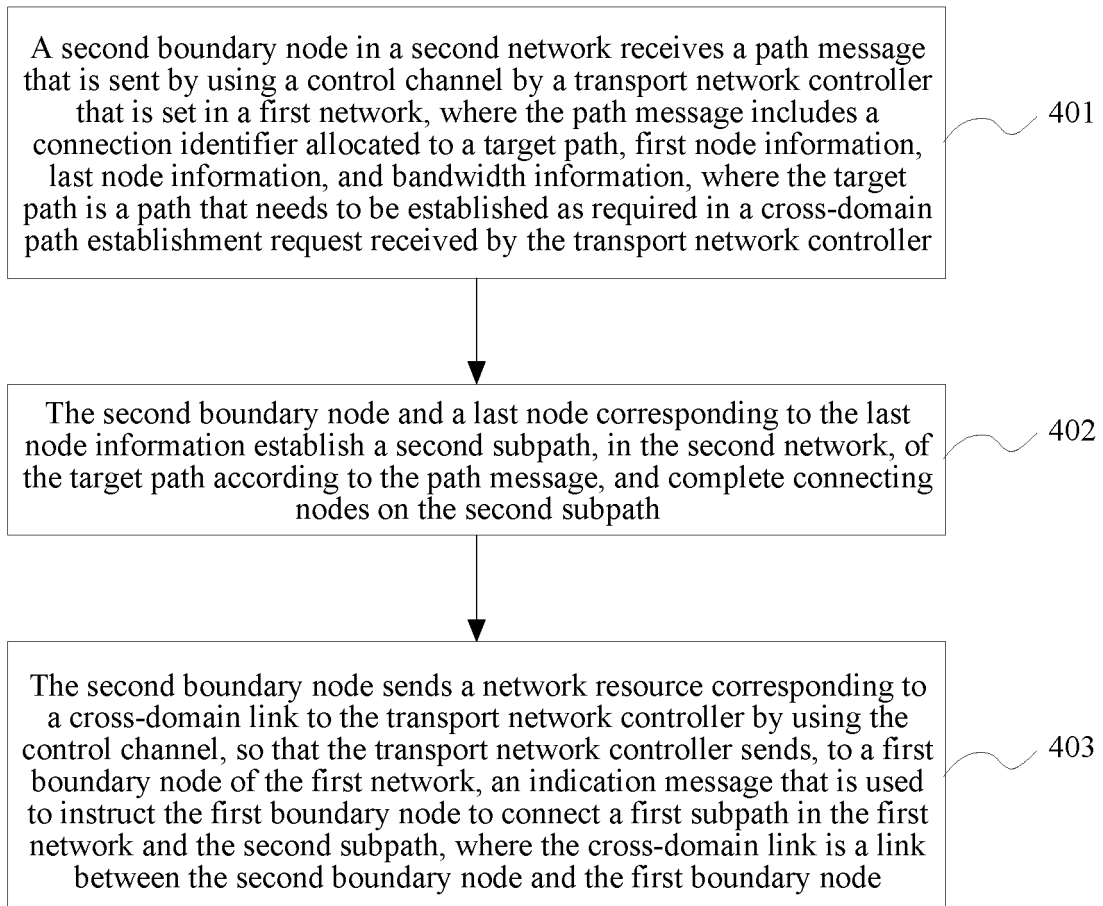 A second boundary node in a second network receives a path message
that is sent by using a control channel by a transport network controller
that is set in a first network, where the path message includes a
connection identifier allocated to a target path, first node information,
last node information, and bandwidth information, where the target
path is a path that needs to be established as required in a cross-domain
path establishment request received by the transport network controller
401
The second boundary node and a last node corresponding to the last
node information establish a second subpath, in the second network, of
the target path according to the path message, and complete connecting
nodes on the second subpath
402
The second boundary node sends a network resource corresponding to
a cross-domain link to the transport network controller by using the
control channel, so that the transport network controller sends, to a first
boundary node of the first network, an indication message that is used
to instruct the first boundary node to connect a first subpath in the
first network and the second subpath, where the cross-domain link is a link
between the second boundary node and the first boundary node
403